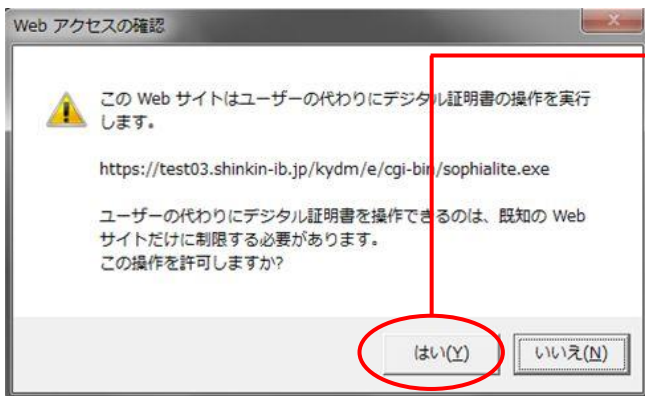 Web アクセスの確認
この Web サイトはユーザーの代わりにデジタル証明書の操作を実行
します。
https://test03.shinkin-ib.jp/kydm/e/cgi-bin/sophialite.exe
ユーザーの代わりにデジタル証明書を操作できるのは、既知の Web
サイトだけに制限する必要があります。
この操作を許可しますか?
はい(Y)
いいえ(N)